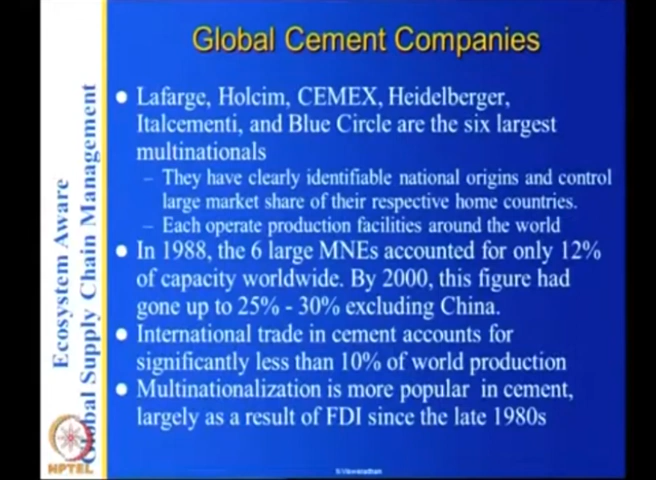 Global Cement Companies
Lafarge, Holcim, CEMEX, Heidelberger,
Italcementi, and Blue Circle are the six largest
multinationals
– They have clearly identifiable national origins and control
large market share of their respective home countries.
– Each operate production facilities around the world
In 1988, the 6 large MNEs accounted for only 12%
of capacity worldwide. By 2000, this figure had
gone up to 25% - 30% excluding China.
International trade in cement accounts for
significantly less than 10% of world production
Multinationalization is more popular in cement,
largely as a result of FDI since the late 1980s
Ecosystem Aware
Global Supply Chain Management
NPTEL
N.Viswanadham